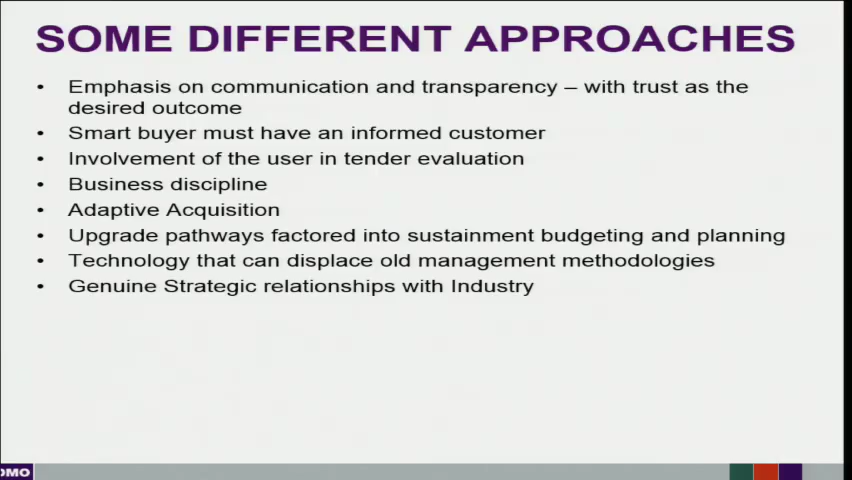 SOME DIFFERENT APPROACHES
• Emphasis on communication and transparency – with trust as the
desired outcome
• Smart buyer must have an informed customer
• Involvement of the user in tender evaluation
• Business discipline
• Adaptive Acquisition
• Upgrade pathways factored into sustainment budgeting and planning
• Technology that can displace old management methodologies
• Genuine Strategic relationships with Industry
DMO